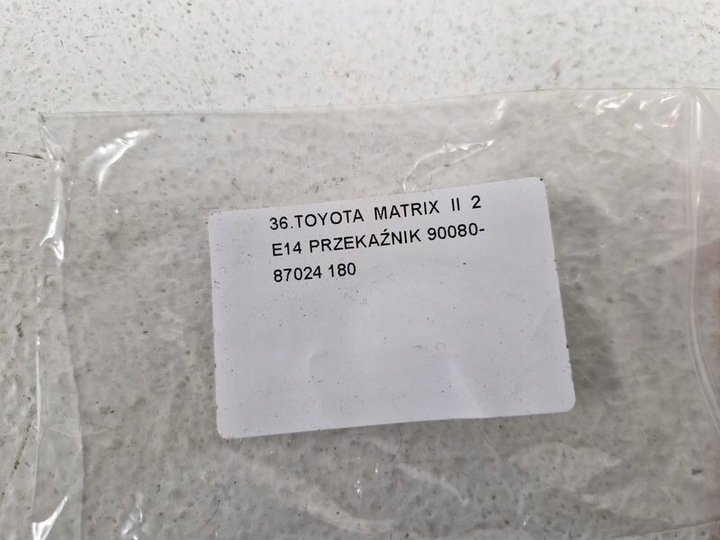 36.TOYOTA MATRIX II 2
E14 PRZEKAŹNIK 90080-
87024 180